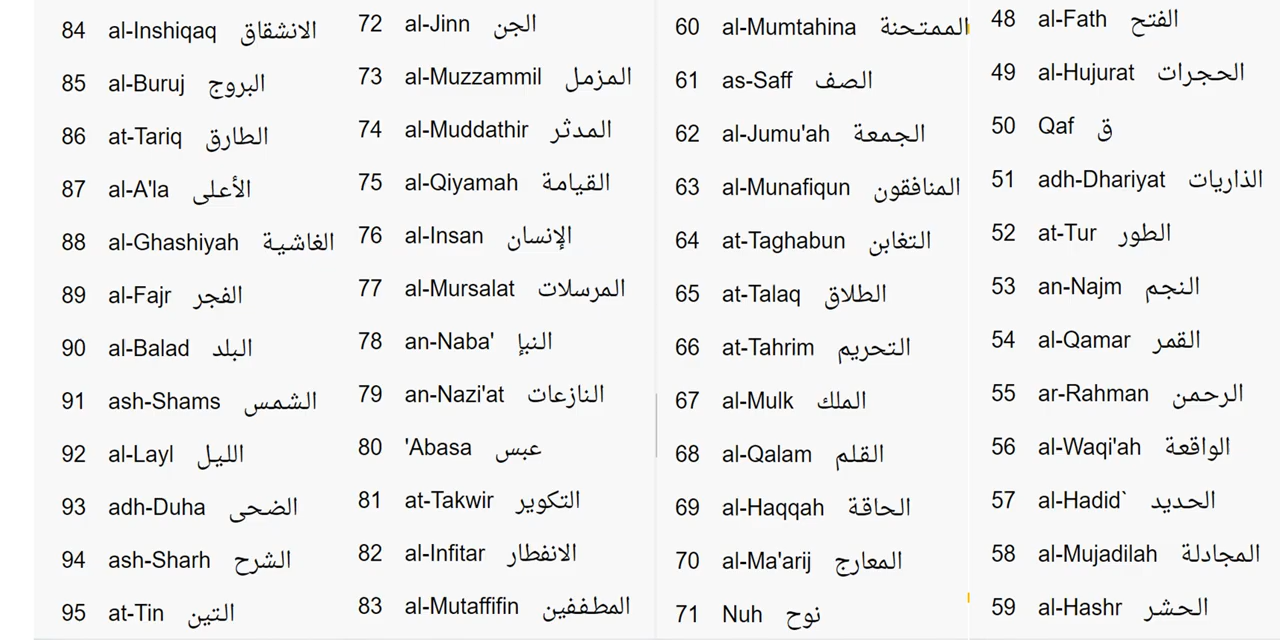 84 al-Inshiqaq الانشقاق
85 al-Buruj البروج
86 at-Tariq الطارق
87 al-A'la الأعلى
88 al-Ghashiyah الغاشية
89 al-Fajr الفجر
90 al-Balad البلد
91 ash-Shams الشمس
92 al-Layl الليل
93 adh-Duha الضحى
94 ash-Sharh الشرح
95 at-Tin التين
72 al-Jinn الجن
73 al-Muzzammil المزمل
74 al-Muddathir المدثر
75 al-Qiyamah القيامة
76 al-Insan الإنسان
77 al-Mursalat المرسلات
78 an-Naba' النبإ
79 an-Nazi'at النازعات
80 'Abasa عبس
81 at-Takwir التكوير
82 al-Infitar الانفطار
83 al-Mutaffifin المطففين
60 al-Mumtahina الممتحنة
61 as-Saff الصف
62 al-Jumu'ah الجمعة
63 al-Munafiqun المنافقون
64 at-Taghabun التغابن
65 at-Talaq الطلاق
66 at-Tahrim التحريم
67 al-Mulk الملك
68 al-Qalam القلم
69 al-Haqqah الحاقة
70 al-Ma'arij المعارج
71 Nuh نوح
48 al-Fath الفتح
49 al-Hujurat الحجرات
50 Qaf ق
51 adh-Dhariyat الذاريات
52 at-Tur الطور
53 an-Najm النجم
54 al-Qamar القمر
55 ar-Rahman الرحمن
56 al-Waqi'ah الواقعة
57 al-Hadid` الحديد
58 al-Mujadilah المجادلة
59 al-Hashr الحشر